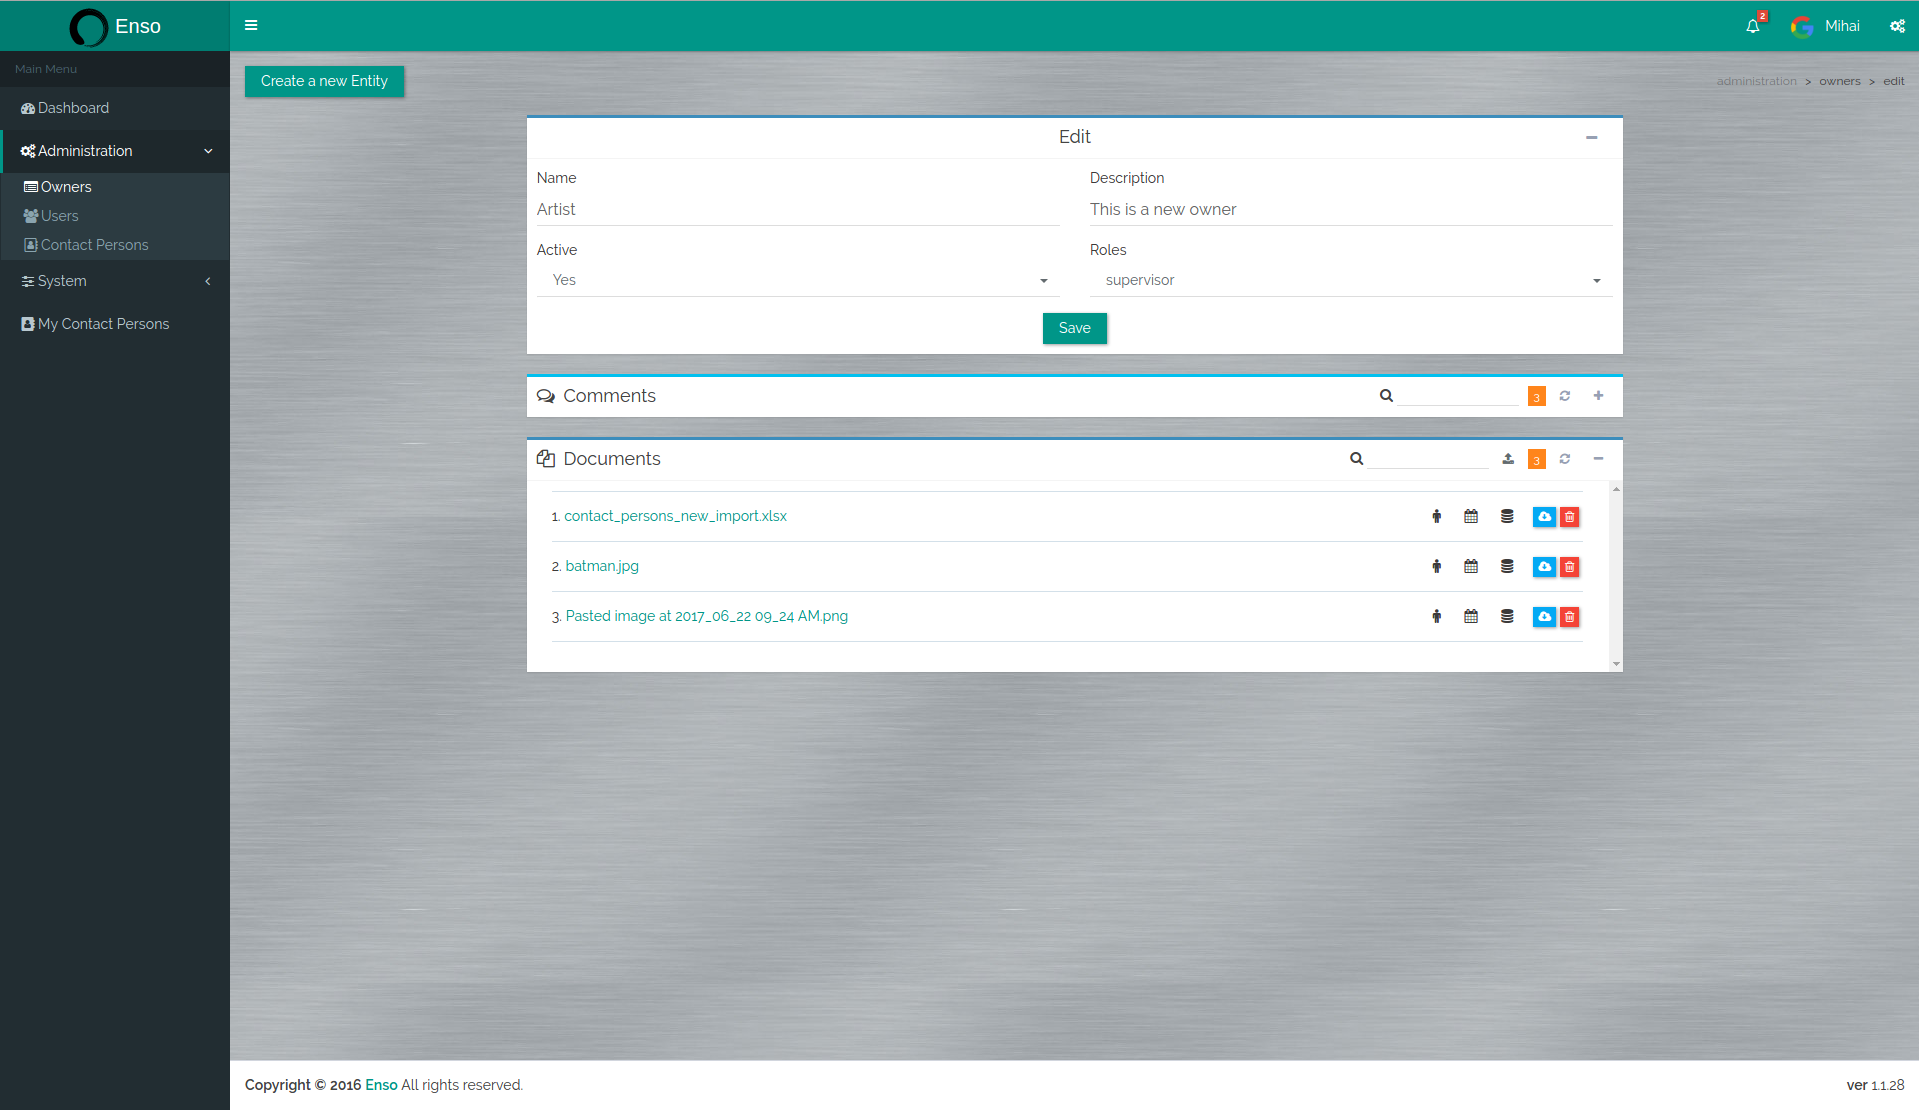 Enso
2
Mihai
Main Menu
Dashboard
Administration
Owners
Users
Contact Persons
System
My Contact Persons
Create a new Entity
administration > owners > edit
Edit
Name
Description
Artist
This is a new owner
Active
Roles
Yes
supervisor
Save
Comments
3
Documents
3
1. contact_persons_new_import.xlsx
2. batman.jpg
3. Pasted image at 2017_06_22 09_24 AM.png
Copyright © 2016 Enso All rights reserved.
ver 1.1.28